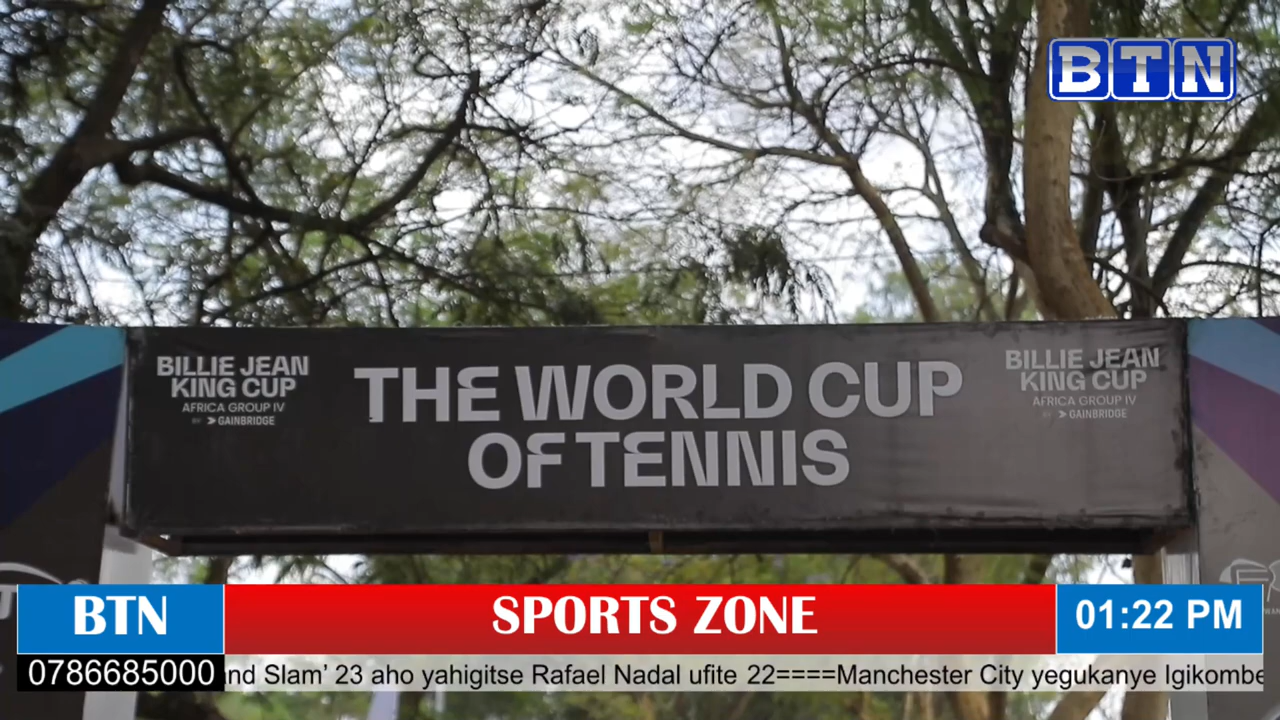 BTN
BILLIE JEAN
KING CUP
AFRICA GROUP IV
BY GAINBRIDGE
THE WORLD CUP
OF TENNIS
BILLIE JEAN
KING CUP
AFRICA GROUP IV
BY GAINBRIDGE
BTN
SPORTS ZONE
01:22 PM
0786685000
nd Slam' 23 aho yahigitse Rafael Nadal ufite 22====Manchester City yegukanye Igikombe